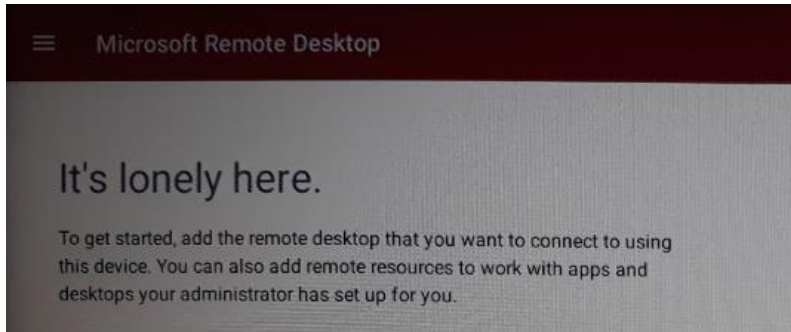 Microsoft Remote Desktop
It's lonely here.
To get started, add the remote desktop that you want to connect to using
this device. You can also add remote resources to work with apps and
desktops your administrator has set up for you.